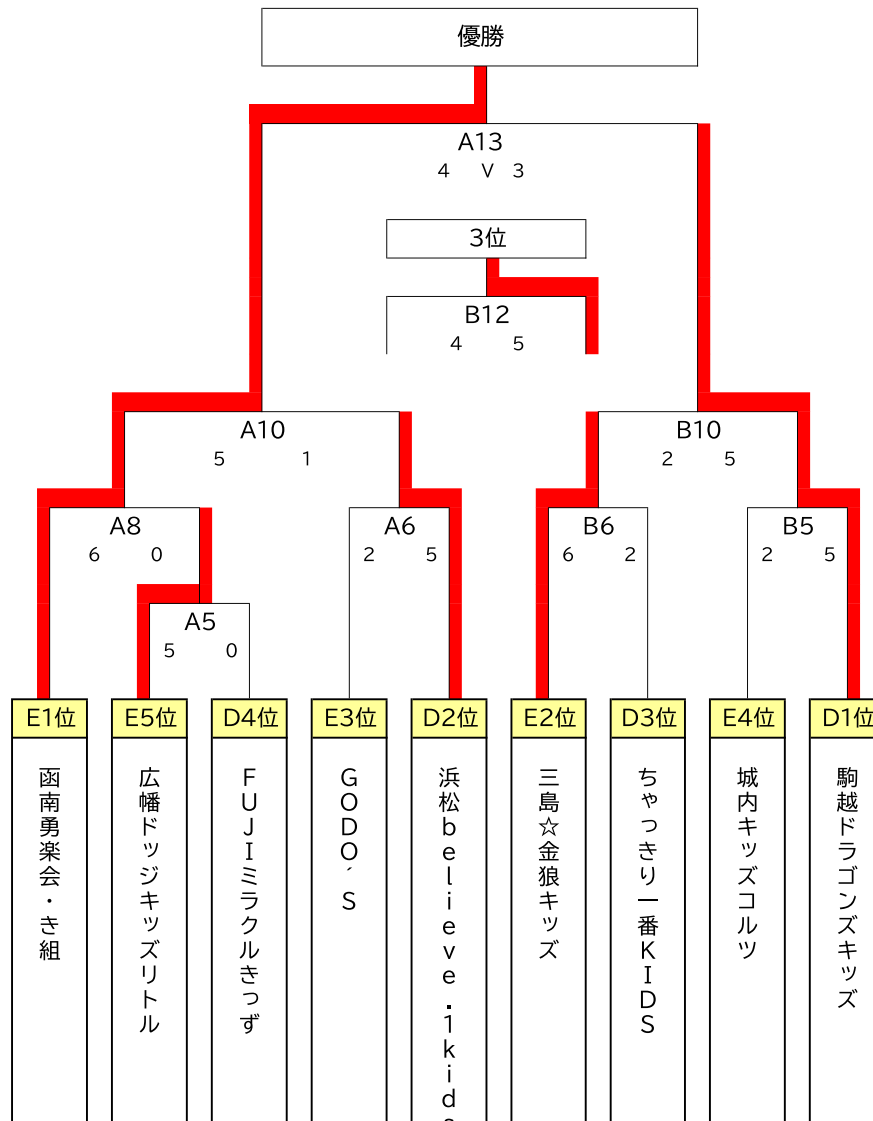 優勝
A13
4 V 3
3位
B12
4 5
A10
5 1
B10
2 5
A8
6 0
A6
2 5
B6
6 2
B5
2 5
A5
5 0
E1位
E5位
D4位
E3位
D2位
E2位
D3位
E4位
D1位
函南勇楽会・き組
広幡ドッジキッズリトル
FUJIミラクルきっず
GODO´S
浜松believe.1kids
三島☆金狼キッズ
ちゃっきり一番KIDS
城内キッズコルツ
駒越ドラゴンズキッズ